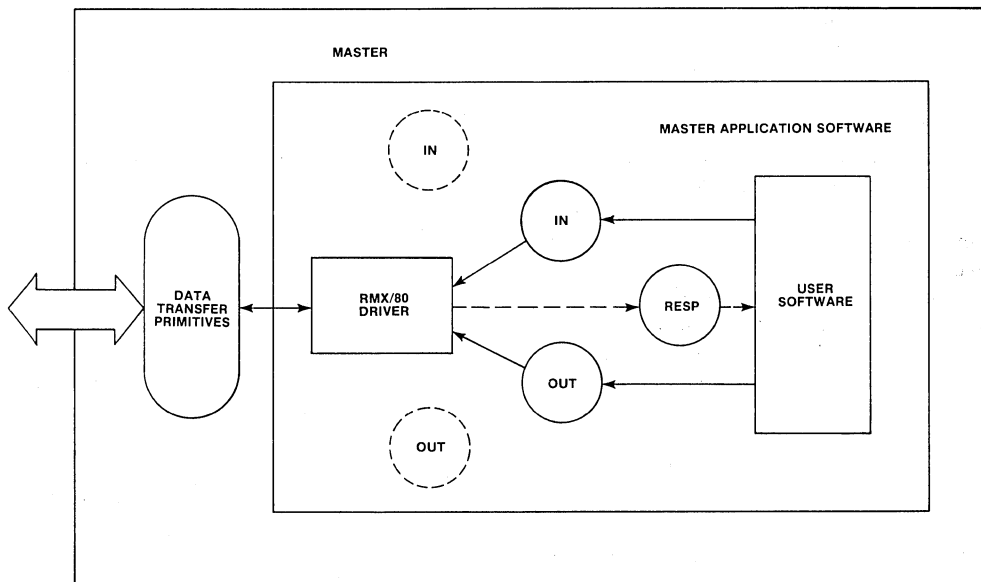 MASTER
MASTER APPLICATION SOFTWARE
IN
IN
DATA
TRANSFER
PRIMITIVES
RMX/80
DRIVER
RESP
USER
SOFTWARE
OUT
OUT